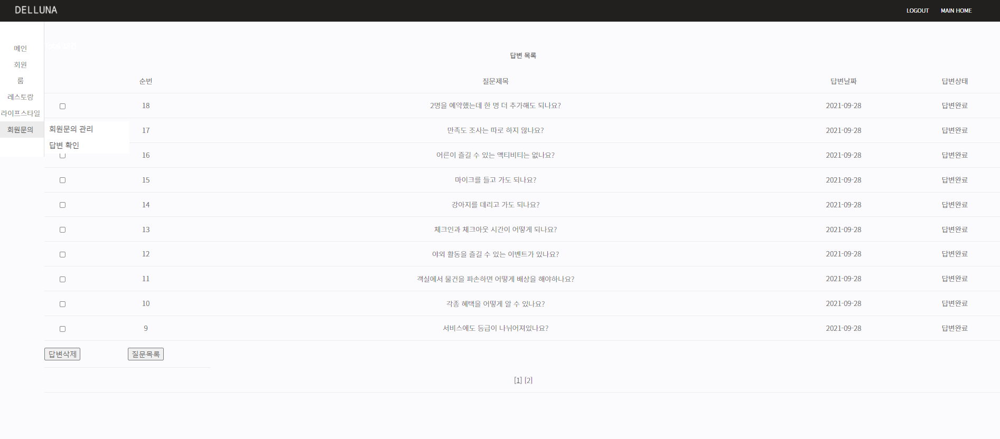 DELLUNA
LOGOUT MAIN HOME
메인
회원
룸
레스토랑
라이프스타일
회원문의
회원문의 관리
답변 확인
답변 목록
순번 질문제목 답변날짜 답변상태
18 2명을 예약했는데 한 명 더 추가해도 되나요? 2021-09-28 답변완료
17 만족도 조사는 따로 하지 않나요? 2021-09-28 답변완료
16 어른이 즐길 수 있는 액티비티는 없나요? 2021-09-28 답변완료
15 마이크를 들고 가도 되나요? 2021-09-28 답변완료
14 강아지를 데리고 가도 되나요? 2021-09-28 답변완료
13 체크인과 체크아웃 시간이 어떻게 되나요? 2021-09-28 답변완료
12 야외 활동을 즐길 수 있는 이벤트가 있나요? 2021-09-28 답변완료
11 객실에서 물건을 파손하면 어떻게 배상을 해야하나요? 2021-09-28 답변완료
10 각종 혜택을 어떻게 알 수 있나요? 2021-09-28 답변완료
9 서비스에도 등급이 나뉘어져있나요? 2021-09-28 답변완료
답변삭제 질문목록
[1] [2]